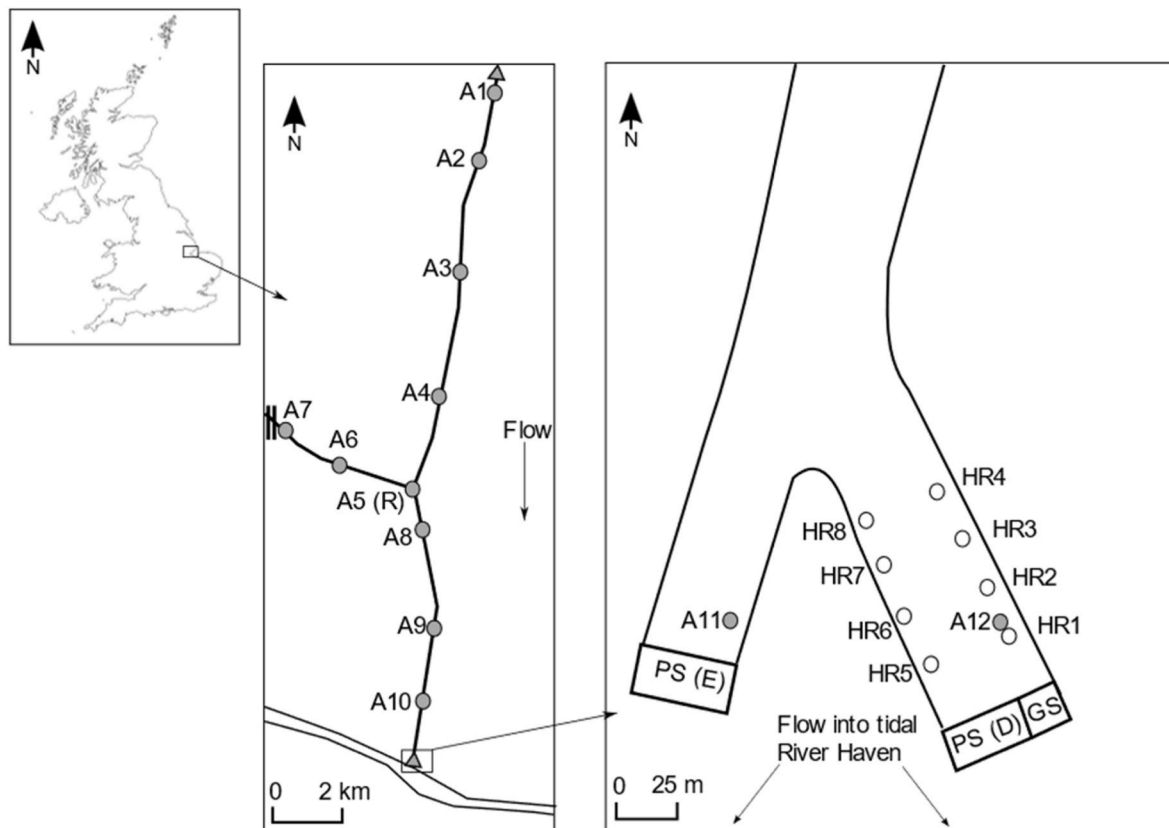 N
N
A1
A2
A3
A4
A7
Flow
A6
A5 (R)
A8
A9
A10
0 2 km
N
HR4
HR8
HR3
HR7
HR2
A11
A12
HR1
HR6
HR5
PS (E)
PS (D)
GS
Flow into tidal
River Haven
0 25 m